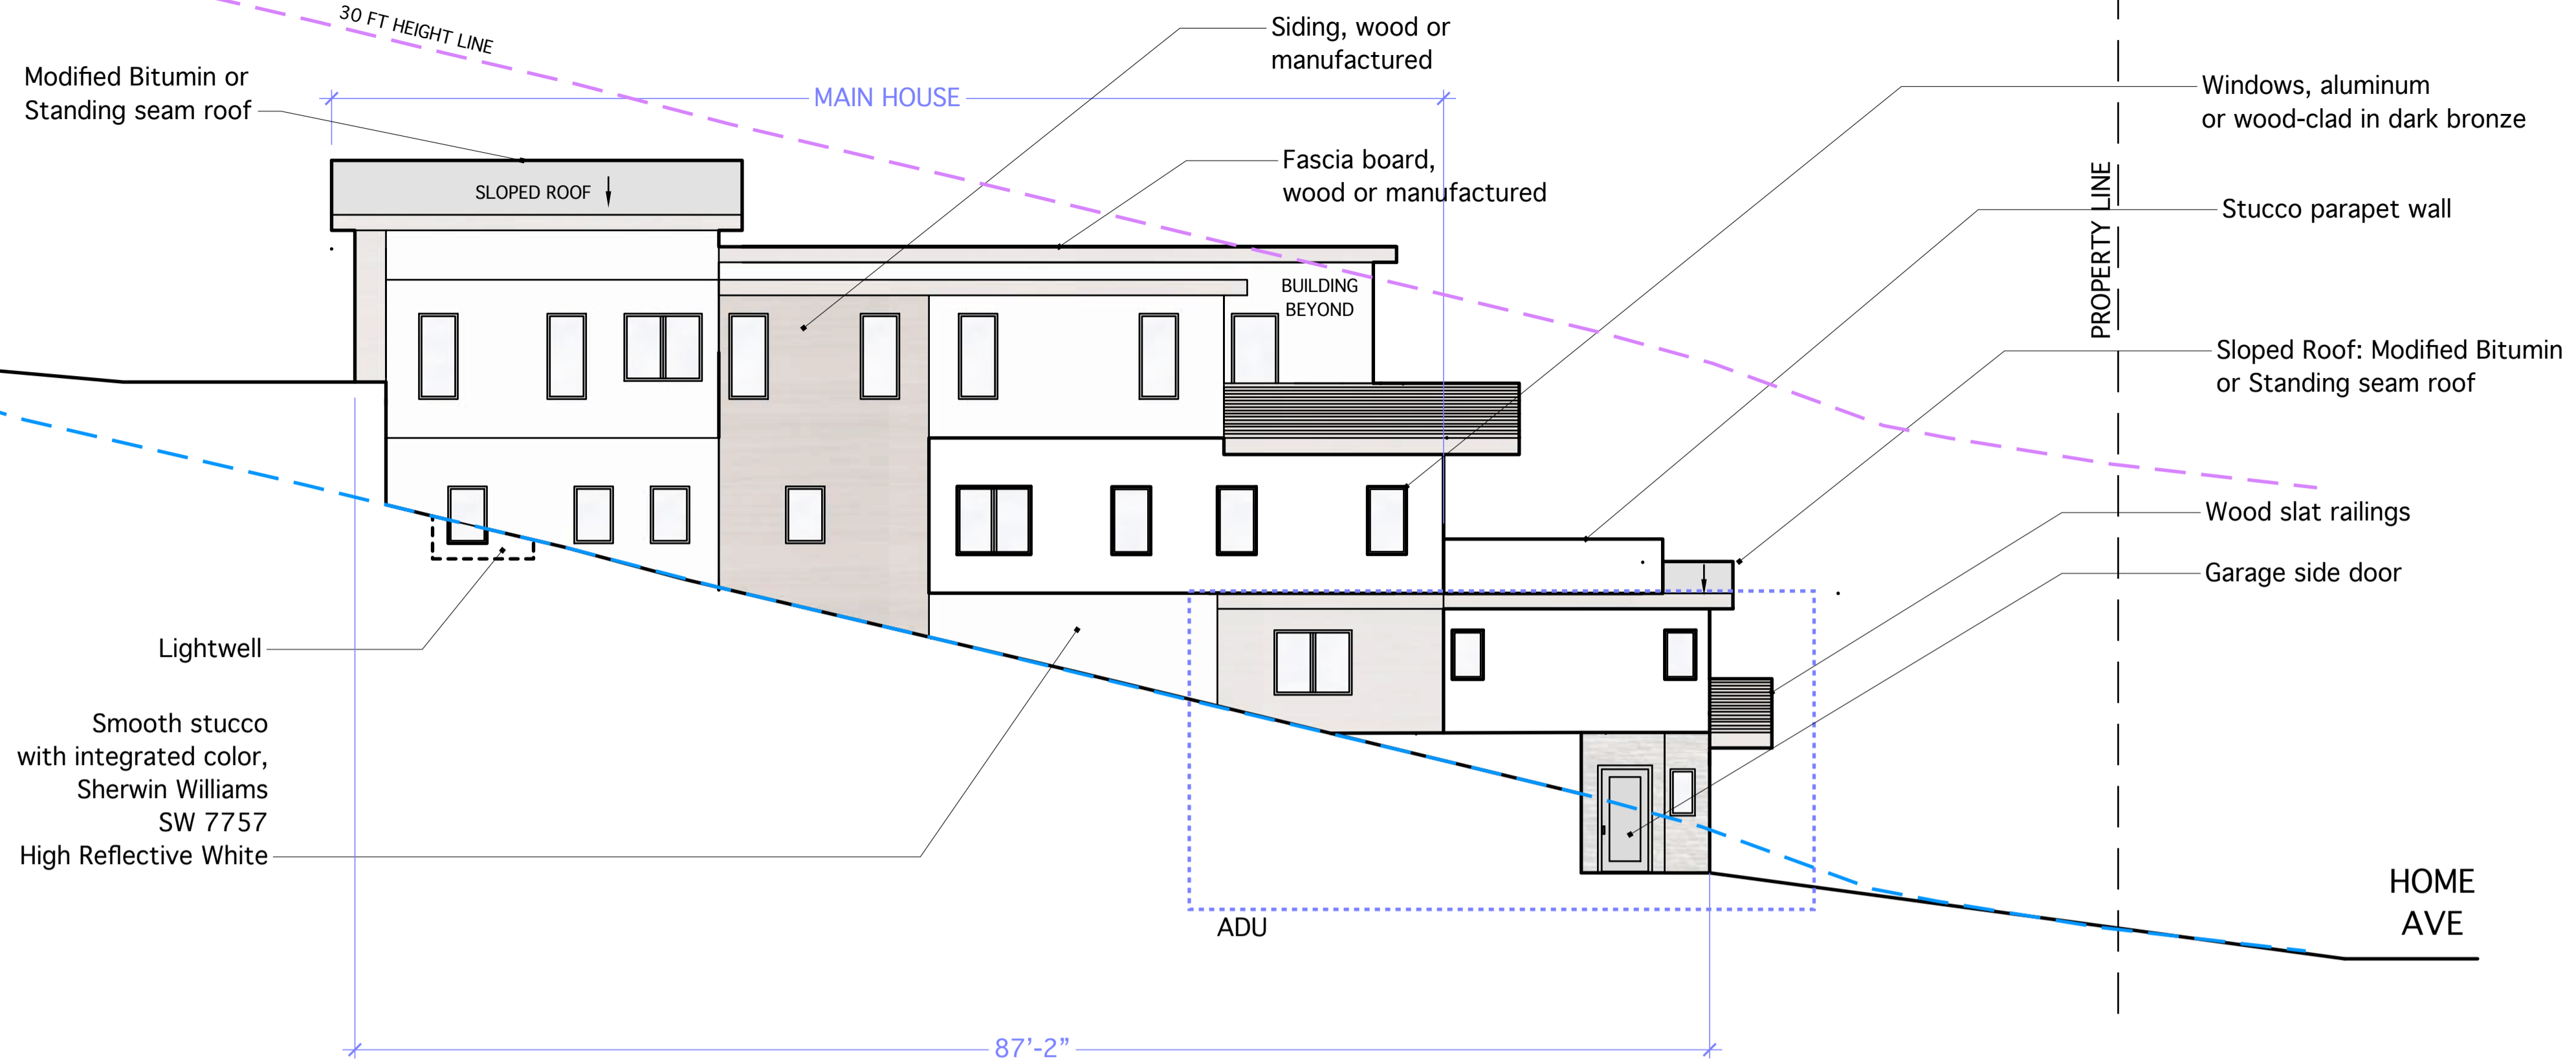 30 FT HEIGHT LINE
Modified Bitumin or
Standing seam roof
MAIN HOUSE
Siding, wood or
manufactured
Fascia board,
wood or manufactured
Windows, aluminum
or wood-clad in dark bronze
PROPERTY LINE
Stucco parapet wall
SLOPED ROOF
BUILDING
BEYOND
Sloped Roof: Modified Bitumin
or Standing seam roof
Wood slat railings
Garage side door
Lightwell
Smooth stucco
with integrated color,
Sherwin Williams
SW 7757
High Reflective White
ADU
HOME
AVE
87’-2”